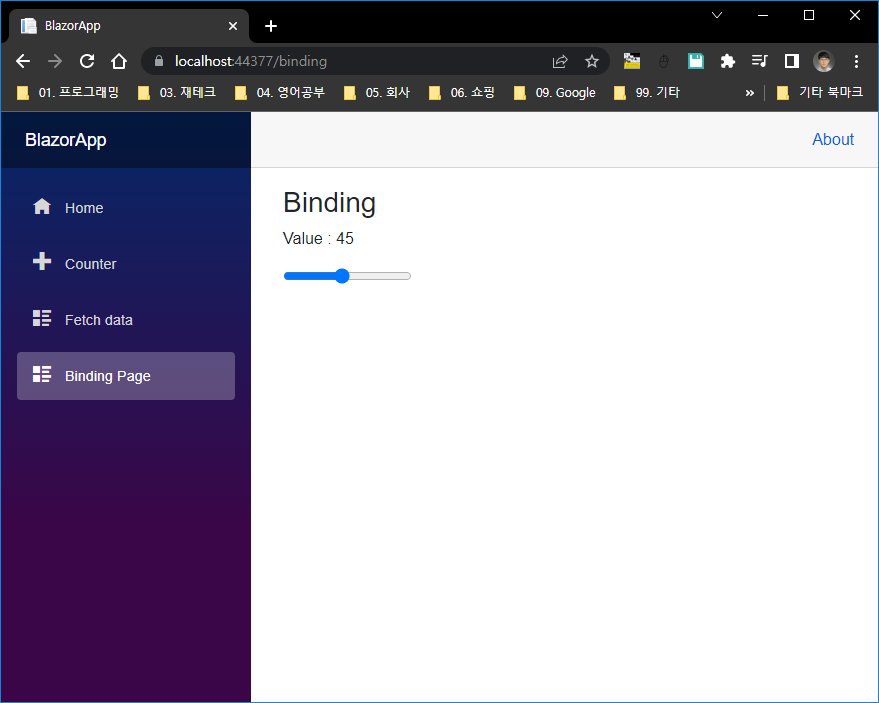 BlazorApp
localhost:44377/binding
01. 프로그래밍 03. 재테크 04. 영어공부 05. 회사 06. 쇼핑 09. Google 99. 기타 » 기타 북마크
BlazorApp
About
Home
Counter
Fetch data
Binding Page
Binding
Value : 45